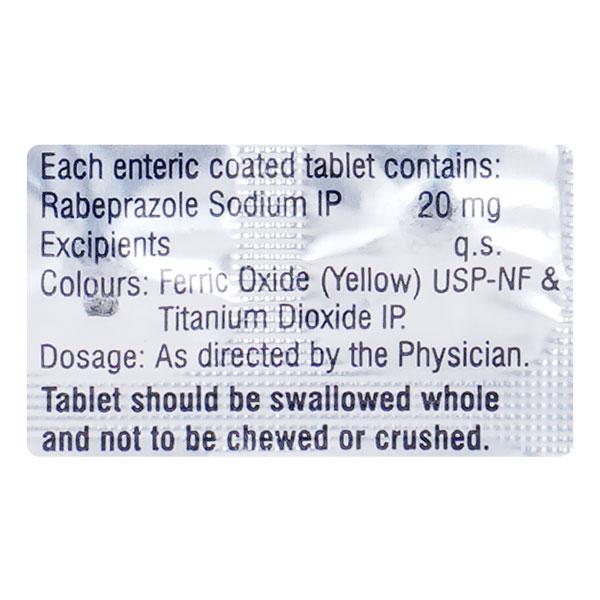 Each enteric coated tablet contains:
Rabeprazole Sodium IP 20 mg
Excipients q.s.
Colours: Ferric Oxide (Yellow) USP-NF &
Titanium Dioxide IP.
Dosage: As directed by the Physician.
Tablet should be swallowed whole
and not to be chewed or crushed.